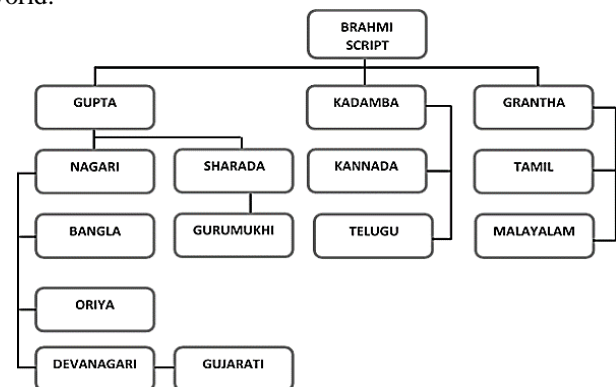 world.
BRAHMI
SCRIPT
GUPTA
KADAMBA
GRANTHA
NAGARI
SHARADA
KANNADA
TAMIL
BANGLA
GURUMUKHI
TELUGU
MALAYALAM
ORIYA
DEVANAGARI
GUJARATI